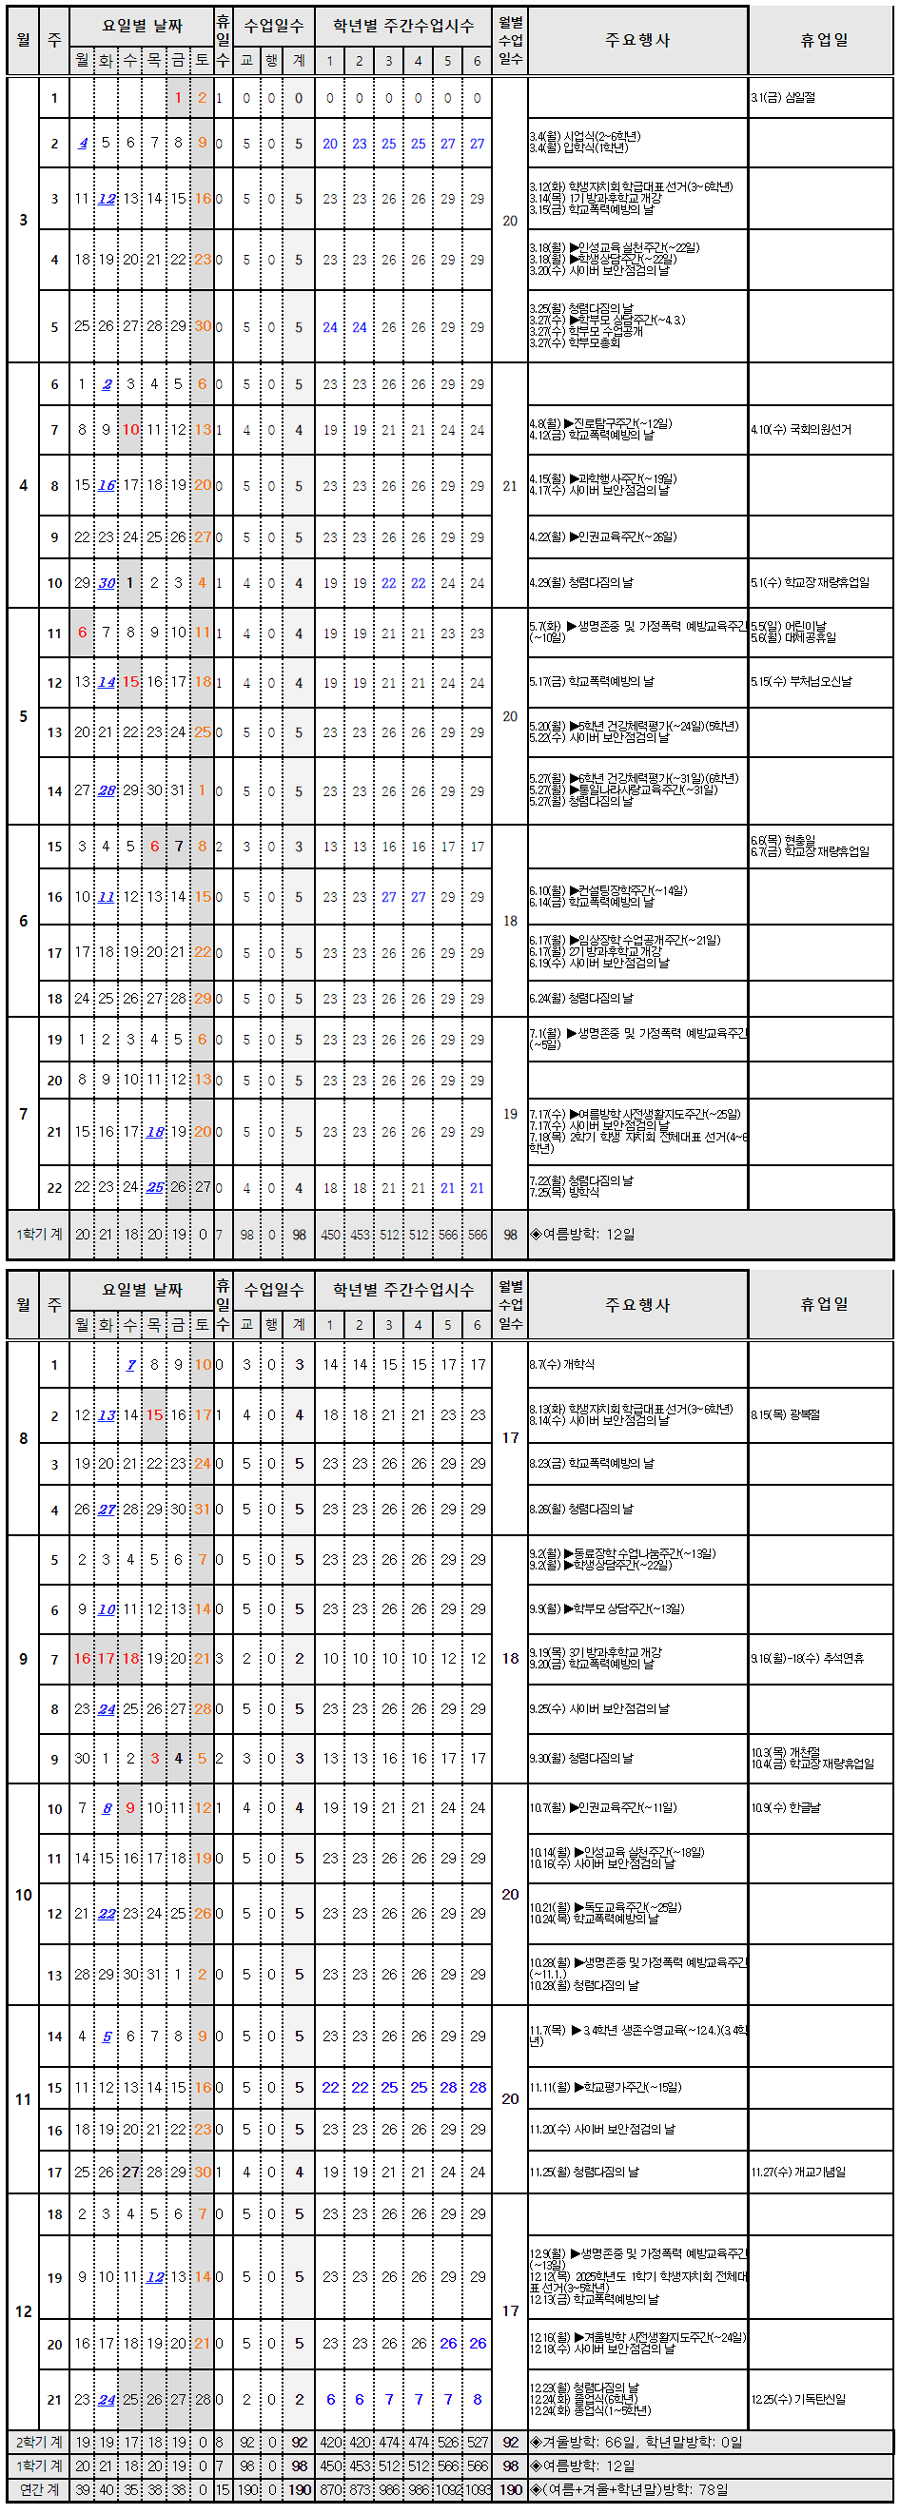 월 주 요일별 날짜 휴일수 수업일수 학년별 주간수업시수 월별 수업 일수 주요행사 휴업일
월 화 수 목 금 토 교 행 계 1 2 3 4 5 6
3
1 1 2 1 0 0 0 0 0 0 0 0 0 3.1(금) 삼일절
2 4 5 6 7 8 9 0 5 0 5 20 23 25 25 27 27 3.4(월) 시업식(2~6학년)
3.4(월) 입학식(1학년)
3 11 12 13 14 15 16 0 5 0 5 23 23 26 26 29 29 20 3.12(화) 학생자치회 학급대표 선거(3~6학년)
3.14(목) 1기 방과후학교 개강
3.15(금) 학교폭력예방의 날
4 18 19 20 21 22 23 0 5 0 5 23 23 26 26 29 29 3.18(월) ▶인성교육 실천주간(~22일)
3.18(월) ▶학생상담주간(~22일)
3.20(수) 사이버 보안 점검의 날
5 25 26 27 28 29 30 0 5 0 5 24 24 26 26 29 29 3.25(월) 청렴다짐의 날
3.27(수) ▶학부모 상담주간(~4.3.)
3.27(수) 학부모 수업공개
3.27(수) 학부모총회
4
6 1 2 3 4 5 6 0 5 0 5 23 23 26 26 29 29
7 8 9 10 11 12 13 1 4 0 4 19 19 21 21 24 24 4.8(월) ▶진로탐구주간(~12일)
4.12(금) 학교폭력예방의 날
4.10(수) 국회의원선거
8 15 16 17 18 19 20 0 5 0 5 23 23 26 26 29 29 21 4.15(월) ▶과학행사주간(~19일)
4.17(수) 사이버 보안 점검의 날
9 22 23 24 25 26 27 0 5 0 5 23 23 26 26 29 29 4.22(월) ▶인권교육주간(~26일)
10 29 30 1 2 3 4 1 4 0 4 19 19 22 22 24 24 4.29(월) 청렴다짐의 날 5.1(수) 학교장 재량휴업일
5
11 6 7 8 9 10 11 1 4 0 4 19 19 21 21 23 23 5.7(화) ▶생명존중 및 가정폭력 예방교육주간
(~10일)
5.5(일) 어린이날
5.6(월) 대체공휴일
12 13 14 15 16 17 18 1 4 0 4 19 19 21 21 24 24 20 5.17(금) 학교폭력예방의 날 5.15(수) 부처님오신날
13 20 21 22 23 24 25 0 5 0 5 23 23 26 26 29 29 5.20(월) ▶5학년 건강체력평가(~24일)(5학년)
5.22(수) 사이버 보안 점검의 날
14 27 28 29 30 31 1 0 5 0 5 23 23 26 26 29 29 5.27(월) ▶6학년 건강체력평가(~31일)(6학년)
5.27(월) ▶통일나라사랑교육주간(~31일)
5.27(월) 청렴다짐의 날
6
15 3 4 5 6 7 8 2 3 0 3 13 13 16 16 17 17 6.6(목) 현충일
6.7(금) 학교장 재량휴업일
16 10 11 12 13 14 15 0 5 0 5 23 23 27 27 29 29 18 6.10(월) ▶컨설팅장학주간(~14일)
6.14(금) 학교폭력예방의 날
17 17 18 19 20 21 22 0 5 0 5 23 23 26 26 29 29 6.17(월) ▶임상장학 수업공개주간(~21일)
6.17(월) 2기 방과후학교 개강
6.19(수) 사이버 보안 점검의 날
18 24 25 26 27 28 29 0 5 0 5 23 23 26 26 29 29 6.24(월) 청렴다짐의 날
7
19 1 2 3 4 5 6 0 5 0 5 23 23 26 26 29 29 7.1(월) ▶생명존중 및 가정폭력 예방교육주간
(~5일)
20 8 9 10 11 12 13 0 5 0 5 23 23 26 26 29 29 19
21 15 16 17 18 19 20 0 5 0 5 23 23 26 26 29 29 7.17(수) ▶여름방학 사전생활지도주간(~25일)
7.17(수) 사이버 보안점검의 날
7.18(목) 2학기 학생 자치회 전체대표 선거(4~6
학년)
22 22 23 24 25 26 27 0 4 0 4 18 18 21 21 21 21 7.22(월) 청렴다짐의 날
7.25(목) 방학식
1학기 계 20 21 18 20 19 0 7 98 0 98 450 453 512 512 566 566 98 ◈여름방학: 12일
월 주 요일별 날짜 휴일수 수업일수 학년별 주간수업시수 월별 수업 일수 주요행사 휴업일
월 화 수 목 금 토 교 행 계 1 2 3 4 5 6
8
1 7 8 9 10 0 3 0 3 14 14 15 15 17 17 8.7(수) 개학식
2 12 13 14 15 16 17 1 4 0 4 18 18 21 21 23 23 17 8.13(화) 학생자치회 학급대표 선거(3~6학년)
8.14(수) 사이버 보안 점검의 날
8.15(목) 광복절
3 19 20 21 22 23 24 0 5 0 5 23 23 26 26 29 29 8.23(금) 학교폭력예방의 날
4 26 27 28 29 30 31 0 5 0 5 23 23 26 26 29 29 8.26(월) 청렴다짐의 날
9
5 2 3 4 5 6 7 0 5 0 5 23 23 26 26 29 29 9.2(월) ▶동료장학 수업나눔주간(~13일)
9.2(월) ▶학생상담주간(~22일)
6 9 10 11 12 13 14 0 5 0 5 23 23 26 26 29 29 9.9(월) ▶학부모 상담주간(~13일)
7 16 17 18 19 20 21 3 2 0 2 10 10 10 10 12 12 18 9.19(목) 3기 방과후학교 개강
9.20(금) 학교폭력예방의 날
9.16(월)-18(수) 추석연휴
8 23 24 25 26 27 28 0 5 0 5 23 23 26 26 29 29 9.25(수) 사이버 보안 점검의 날
9 30 1 2 3 4 5 2 3 0 3 13 13 16 16 17 17 9.30(월) 청렴다짐의 날 10.3(목) 개천절
10.4(금) 학교장 재량휴업일
10
10 7 8 9 10 11 12 1 4 0 4 19 19 21 21 24 24 10.7(월) ▶인권교육주간(~11일) 10.9(수) 한글날
11 14 15 16 17 18 19 0 5 0 5 23 23 26 26 29 29 20 10.14(월) ▶인성교육 실천주간(~18일)
10.16(수) 사이버 보안점검의 날
12 21 22 23 24 25 26 0 5 0 5 23 23 26 26 29 29 10.21(월) ▶독도교육주간(~25일)
10.24(목) 학교폭력예방의 날
13 28 29 30 31 1 2 0 5 0 5 23 23 26 26 29 29 10.28(월) ▶생명존중 및 가정폭력 예방교육주간
(~11.1.)
10.28(월) 청렴다짐의 날
11
14 4 5 6 7 8 9 0 5 0 5 23 23 26 26 29 29 11.7(목) ▶3,4학년 생존수영교육(~12.4.)(3,4학
년)
15 11 12 13 14 15 16 0 5 0 5 22 22 25 25 28 28 20 11.11(월) ▶학교평가주간(~15일)
16 18 19 20 21 22 23 0 5 0 5 23 23 26 26 29 29 11.20(수) 사이버 보안 점검의 날
17 25 26 27 28 29 30 1 4 0 4 19 19 21 21 24 24 11.25(월) 청렴다짐의 날 11.27(수) 개교기념일
12
18 2 3 4 5 6 7 0 5 0 5 23 23 26 26 29 29
19 9 10 11 12 13 14 0 5 0 5 23 23 26 26 29 29 17 12.9(월) ▶생명존중 및 가정폭력 예방교육주간
(~13일)
12.12(목) 2025학년도 1학기 학생자치회 전체대
표 선거(3~5학년)
12.13(금) 학교폭력예방의 날
20 16 17 18 19 20 21 0 5 0 5 23 23 26 26 26 26 12.16(월) ▶겨울방학 사전생활지도주간(~24일)
12.18(수) 사이버 보안 점검의 날
21 23 24 25 26 27 28 0 2 0 2 6 6 7 7 7 8 12.23(월) 청렴다짐의 날
12.24(화) 졸업식(6학년)
12.24(화) 종업식(1~5학년)
12.25(수) 기독탄신일
2학기 계 19 19 17 18 19 0 8 92 0 92 420 420 474 474 526 527 92 ◈겨울방학: 66일, 학년말방학: 0일
1학기 계 20 21 18 20 19 0 7 98 0 98 450 453 512 512 566 566 98 ◈여름방학: 12일
연간 계 39 40 35 38 38 0 15 190 0 190 870 873 986 986 1092 1093 190 ◈(여름+겨울+학년말)방학: 78일